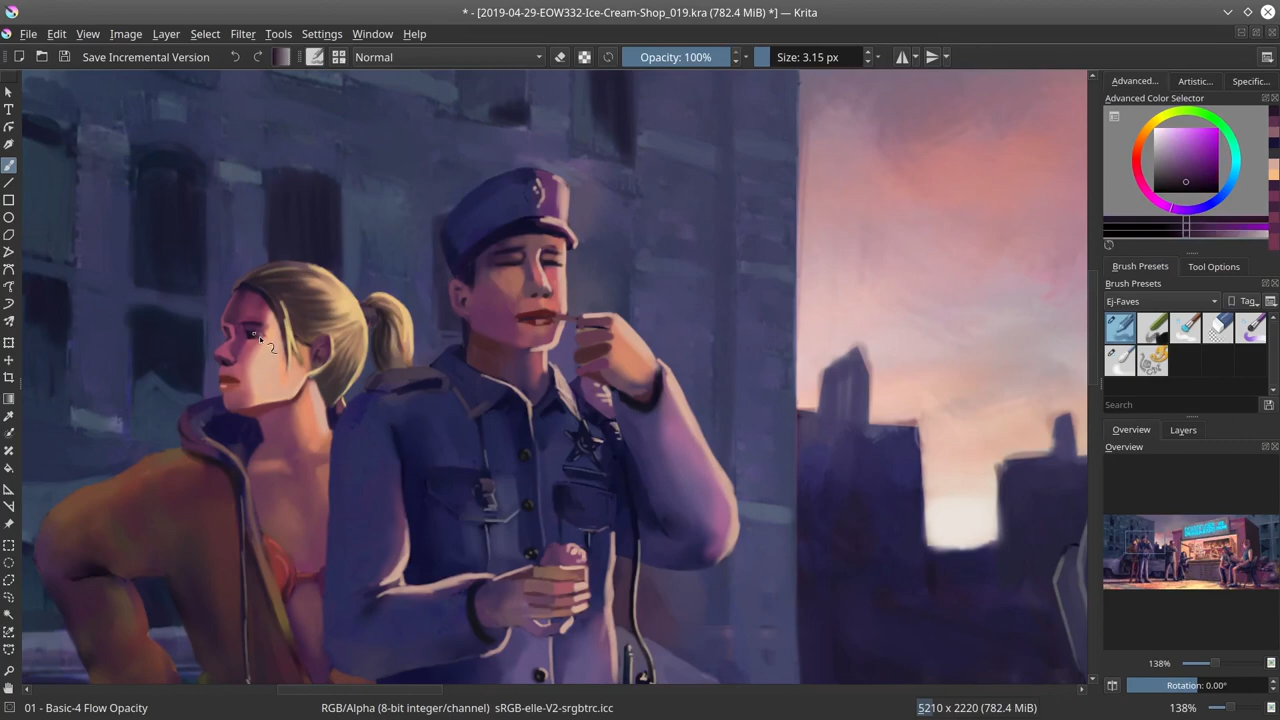 * - [2019-04-29-EOW332-Ice-Cream-Shop_019.kra (782.4 MiB) *] — Krita
File Edit View Image Layer Select Filter Tools Settings Window Help
Save Incremental Version Normal Opacity: 100% Size: 3.15 px
Advanced... Artistic... Specific...
Advanced Color Selector
Brush Presets Tool Options
Brush Presets
Ej-Faves Tag
Search
Overview Layers
Overview
138%
Rotation: 0.00°
01 - Basic-4 Flow Opacity RGB/Alpha (8-bit integer/channel) sRGB-elle-V2-srgbtrc.icc 5210 x 2220 (782.4 MiB) 138%